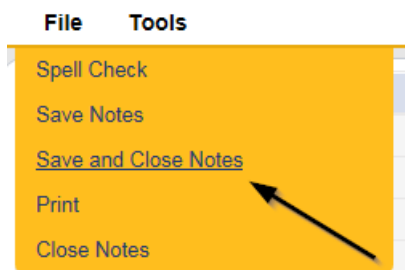 File Tools
Spell Check
Save Notes
Save and Close Notes
Print
Close Notes